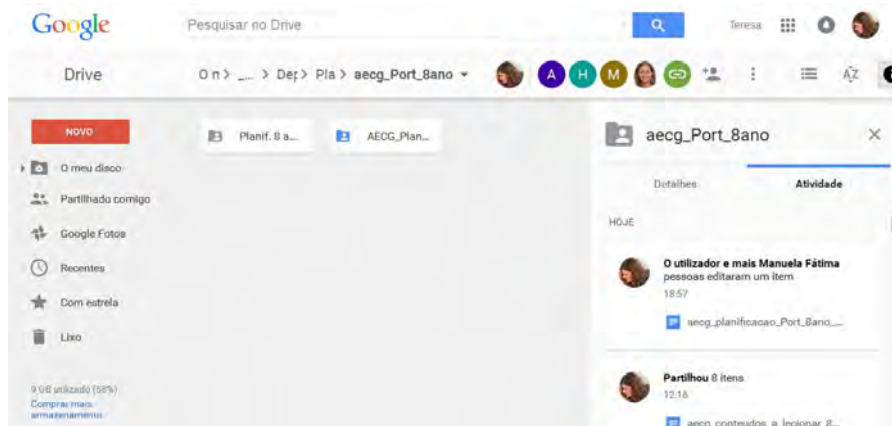 Google
Pesquisar no Drive
Teresa
Drive
aecg_Port_8ano
A
H
M
AZ
NOVO
Planif. 8 a...
AECG_Plan...
aecg_Port_8ano
O meu disco
Partilhado comigo
Google Fotos
Recentes
Com estrela
Lixo
9 GB utilizado (58%)
Comprar mais
armazenamento
Detalhes
Atividade
HOJE
O utilizador e mais Manuela Fátima
pessoas editaram um item
18:57
aecg_planificacao_Port_8ano_...
Partilhou 8 itens
12:16
aecg_conteudos_a_lecionar_8...